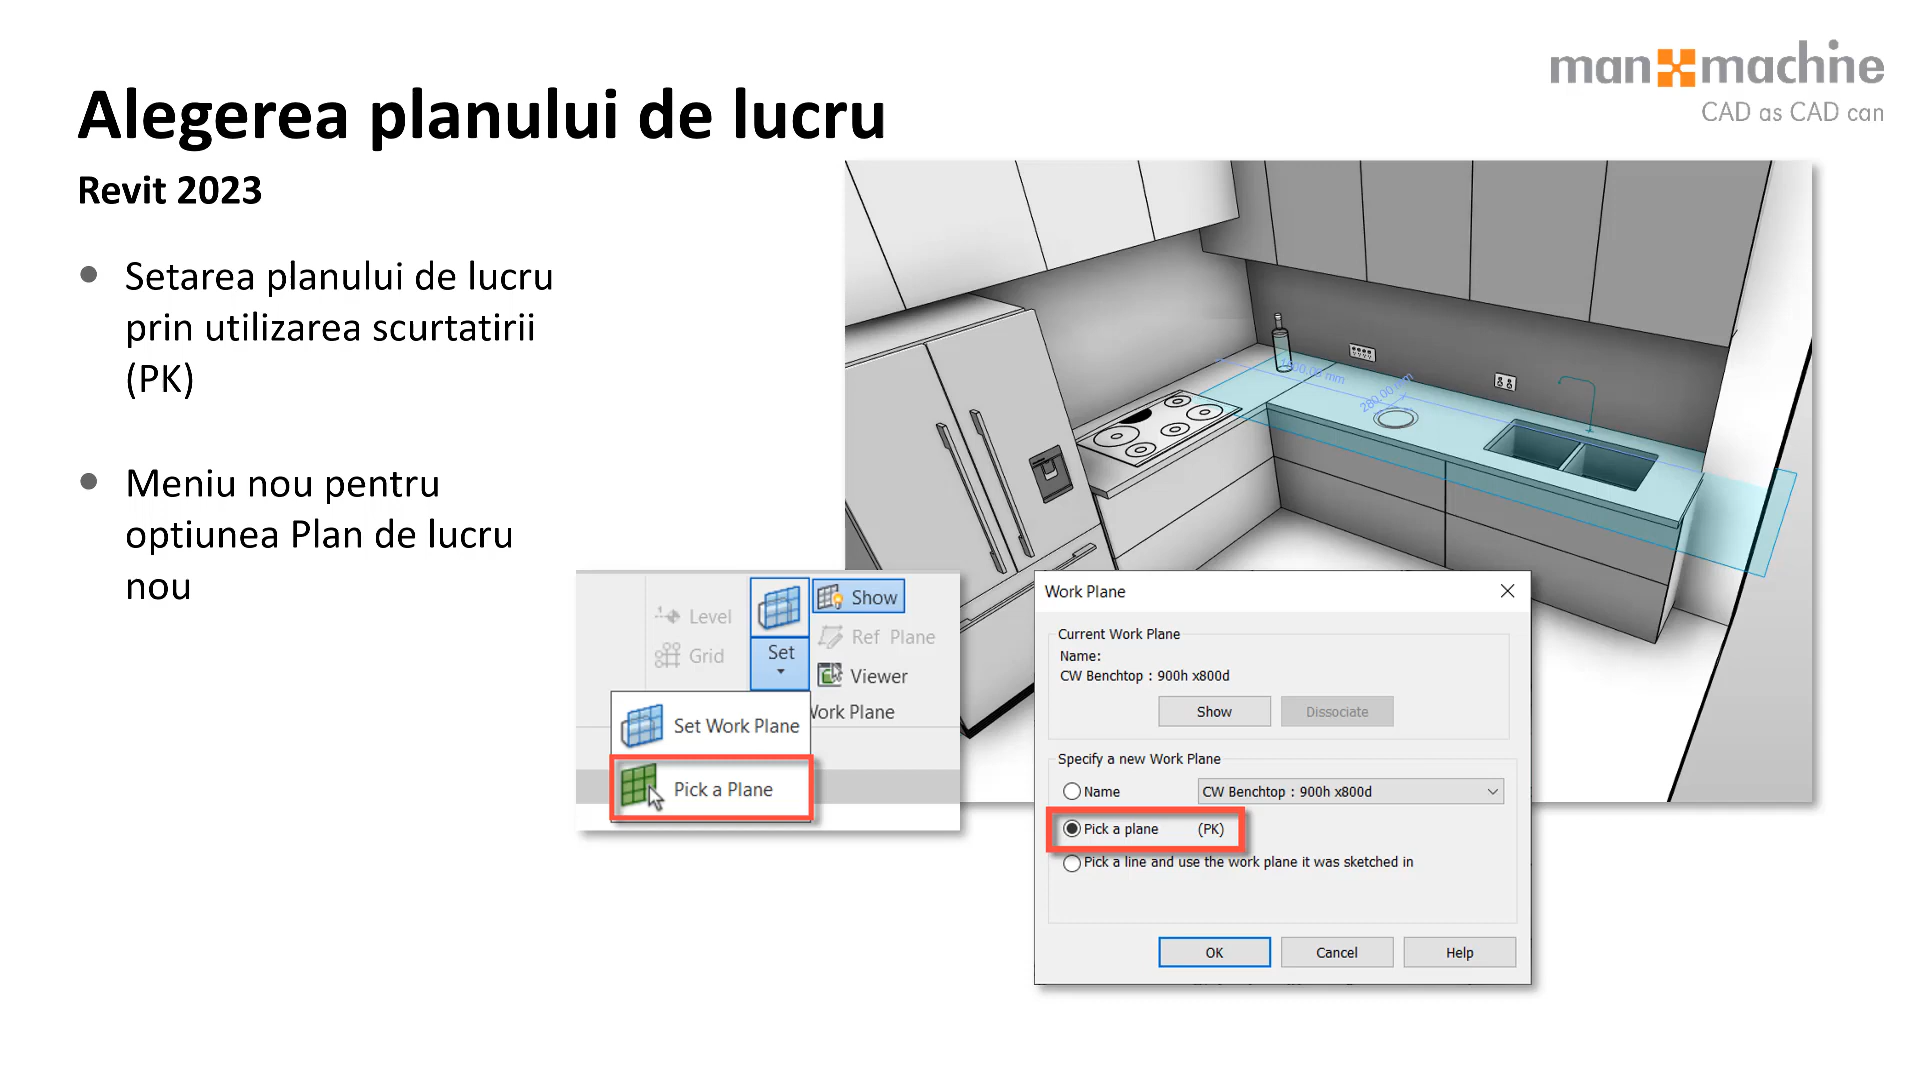 man machine
CAD as CAD can
Alegerea planului de lucru
Revit 2023
Setarea planului de lucru
prin utilizarea scurtatirii
(PK)
Meniu nou pentru
optiunea Plan de lucru
nou
280.00 mm
Level
Grid
Set
Show
Ref Plane
Viewer
Work Plane
Set Work Plane
Pick a Plane
Work Plane
Current Work Plane
Name:
CW Benchtop : 900h x800d
Show
Dissociate
Specify a new Work Plane
Name
CW Benchtop : 900h x800d
Pick a plane (PK)
Pick a line and use the work plane it was sketched in
OK
Cancel
Help